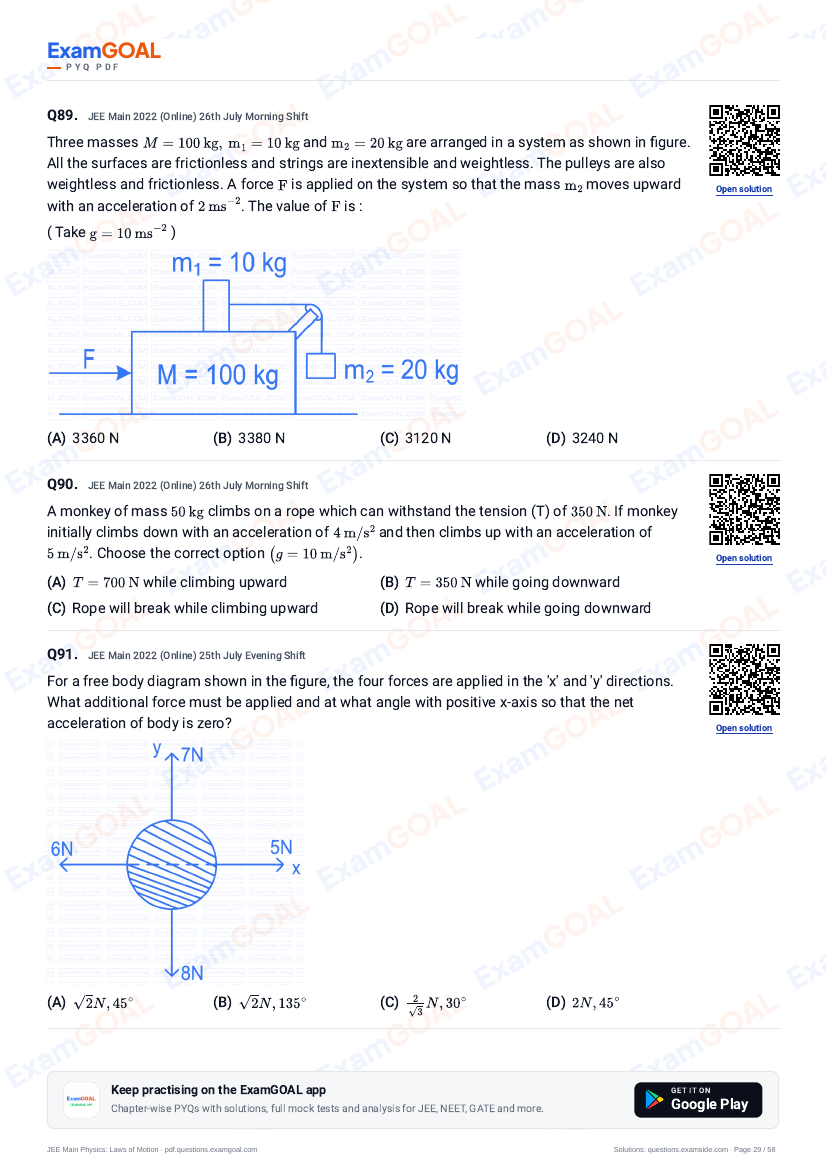 ExamGOAL
PYQ PDF
Q89. JEE Main 2022 (Online) 26th July Morning Shift
Three masses M = 100 kg, m₁ = 10 kg and m₂ = 20 kg are arranged in a system as shown in figure.
All the surfaces are frictionless and strings are inextensible and weightless. The pulleys are also
weightless and frictionless. A force F is applied on the system so that the mass m₂ moves upward
with an acceleration of 2 ms⁻². The value of F is :
( Take g = 10 ms⁻² )
Open solution
m₁ = 10 kg
F
M = 100 kg
m₂ = 20 kg
(A) 3360 N (B) 3380 N (C) 3120 N (D) 3240 N
Q90. JEE Main 2022 (Online) 26th July Morning Shift
A monkey of mass 50 kg climbs on a rope which can withstand the tension (T) of 350 N. If monkey
initially climbs down with an acceleration of 4 m/s² and then climbs up with an acceleration of
5 m/s². Choose the correct option (g = 10 m/s²).
Open solution
(A) T = 700 N while climbing upward (B) T = 350 N while going downward
(C) Rope will break while climbing upward (D) Rope will break while going downward
Q91. JEE Main 2022 (Online) 25th July Evening Shift
For a free body diagram shown in the figure, the four forces are applied in the 'x' and 'y' directions.
What additional force must be applied and at what angle with positive x-axis so that the net
acceleration of body is zero?
Open solution
y 7N
6N 5N
x
8N
(A) √2N, 45° (B) √2N, 135° (C) 2/√3 N, 30° (D) 2N, 45°
Keep practising on the ExamGOAL app
Chapter-wise PYQs with solutions, full mock tests and analysis for JEE, NEET, GATE and more.
GET IT ON
Google Play
JEE Main Physics: Laws of Motion · pdf.questions.examgoal.com Solutions: questions.examside.com · Page 29 / 58